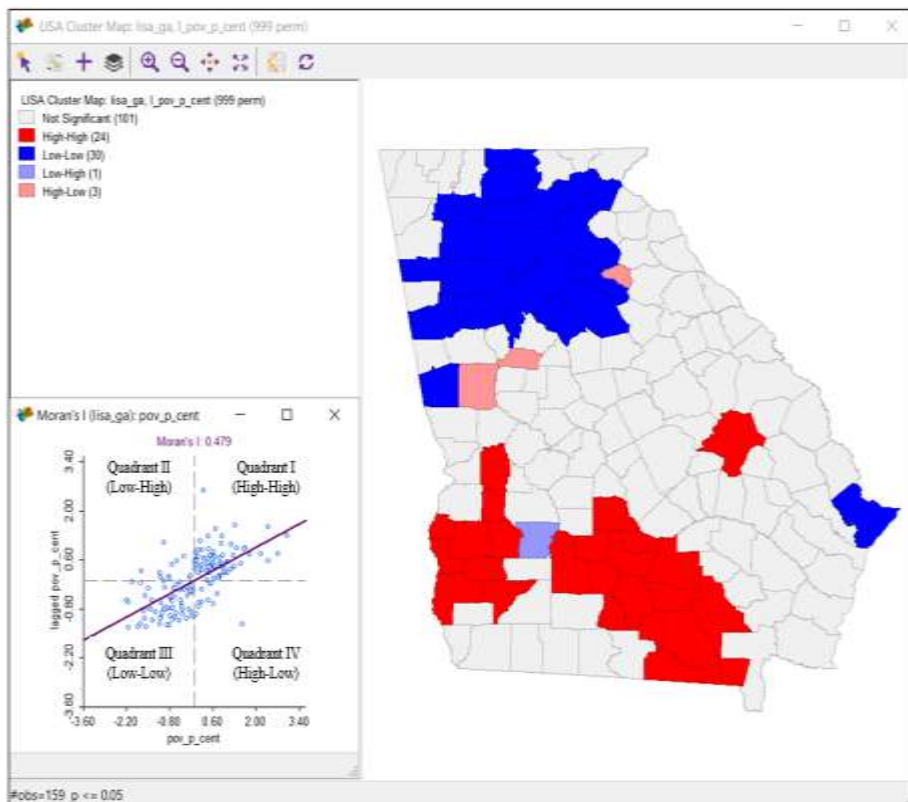 LISA Cluster Map: lisa_ga, I_pov_p_cent (999 perm)
LISA Cluster Map: lisa_ga, I_pov_p_cent (999 perm)
Not Significant (101)
High-High (24)
Low-Low (30)
Low-High (1)
High-Low (3)
Moran's I (lisa_ga): pov_p_cent
Moran's I: 0.479
Quadrant II
(Low-High)
Quadrant I
(High-High)
Quadrant III
(Low-Low)
Quadrant IV
(High-Low)
lagged pov_p_cent
3.40
2.00
0.60
-0.80
-2.20
-3.60
-3.60 -2.20 -0.80 0.60 2.00 3.40
pov_p_cent
#obs=159 p <= 0.05